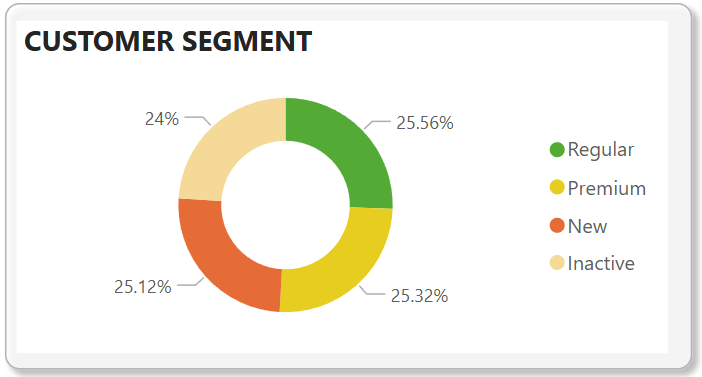 CUSTOMER SEGMENT
24%
25.56%
25.12%
25.32%
Regular
Premium
New
Inactive